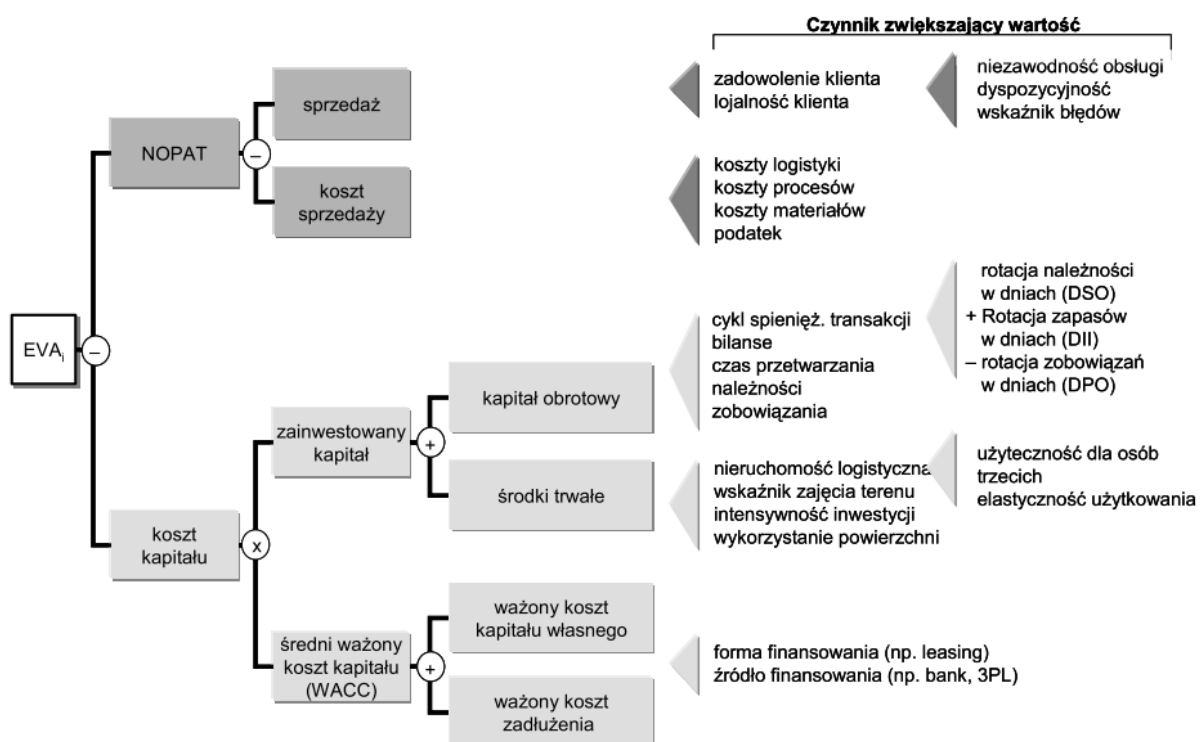 Czynnik zwiększający wartość
sprzedaż
zadowolenie klienta
lojalność klienta
niezawodność obsługi
dyspozycyjność
wskaźnik błędów
NOPAT
–
koszt
sprzedaży
koszty logistyki
koszty procesów
koszty materiałów
podatek
EVAi
–
rotacja należności
w dniach (DSO)
+ Rotacja zapasów
w dniach (DII)
– rotacja zobowiązań
w dniach (DPO)
kapitał obrotowy
cykl spienięż. transakcji
bilanse
czas przetwarzania
należności
zobowiązania
zainwestowany
kapitał
+
środki trwałe
nieruchomość logistyczna
wskaźnik zajęcia terenu
intensywność inwestycji
wykorzystanie powierzchni
użyteczność dla osób
trzecich
elastyczność użytkowania
koszt
kapitału
x
ważony koszt
kapitału własnego
średni ważony
koszt kapitału
(WACC)
+
forma finansowania (np. leasing)
źródło finansowania (np. bank, 3PL)
ważony koszt
zadłużenia